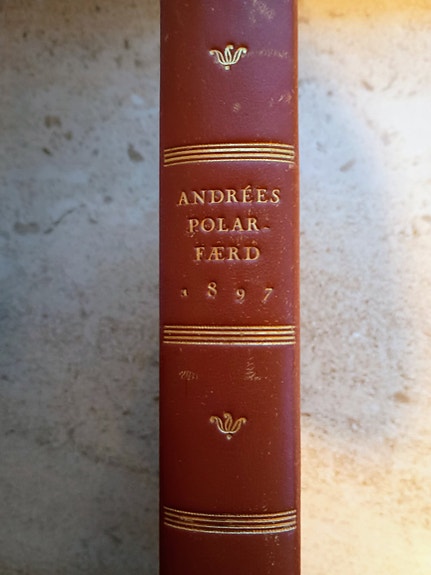 ANDRÉES
POLAR-
FÆRD
1897